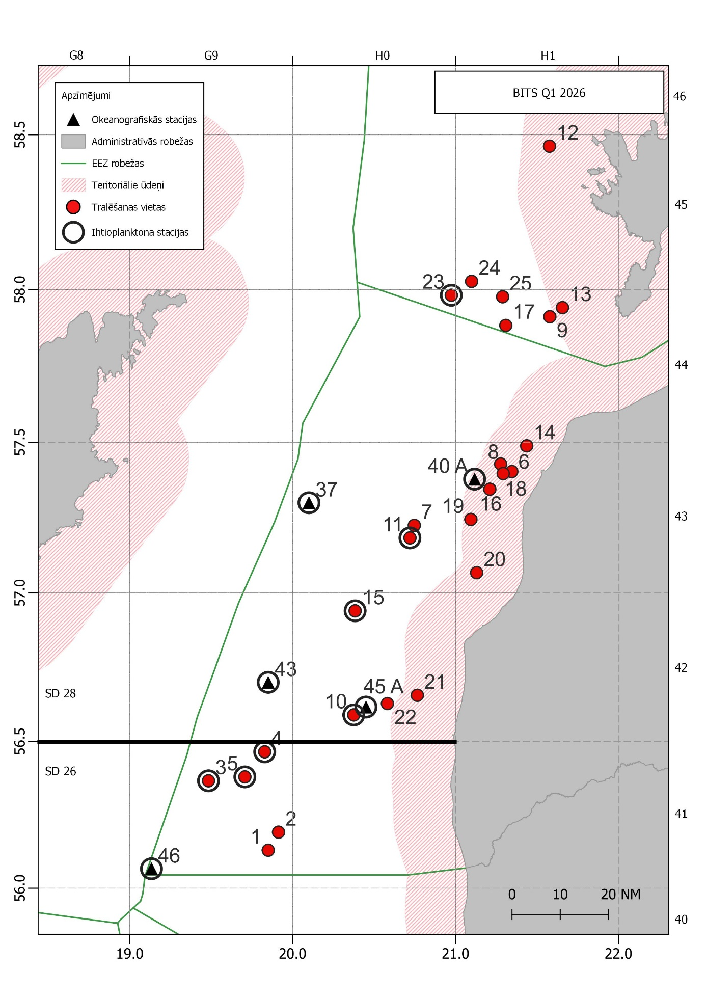 G8
G9
H0
H1
BITS Q1 2026
Apzīmējumi
Okeanografiskās stacijas
Administratīvās robežas
EEZ robežas
Teritoriālie ūdeņi
Tralēšanas vietas
Ihtioplanktona stacijas
46
45
44
43
42
41
40
58.5
58.0
57.5
57.0
56.5
56.0
12
24
23
25
13
17
9
14
8
6
40 A
18
37
16
19
7
11
20
15
43
21
45 A
10
22
SD 28
4
3
5
SD 26
2
1
46
0 10 20 NM
19.0
20.0
21.0
22.0